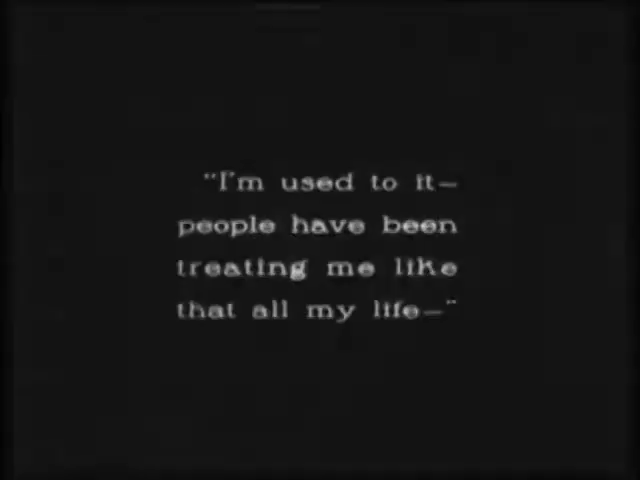 "I'm used to it—
people have been
treating me like
that all my life—"